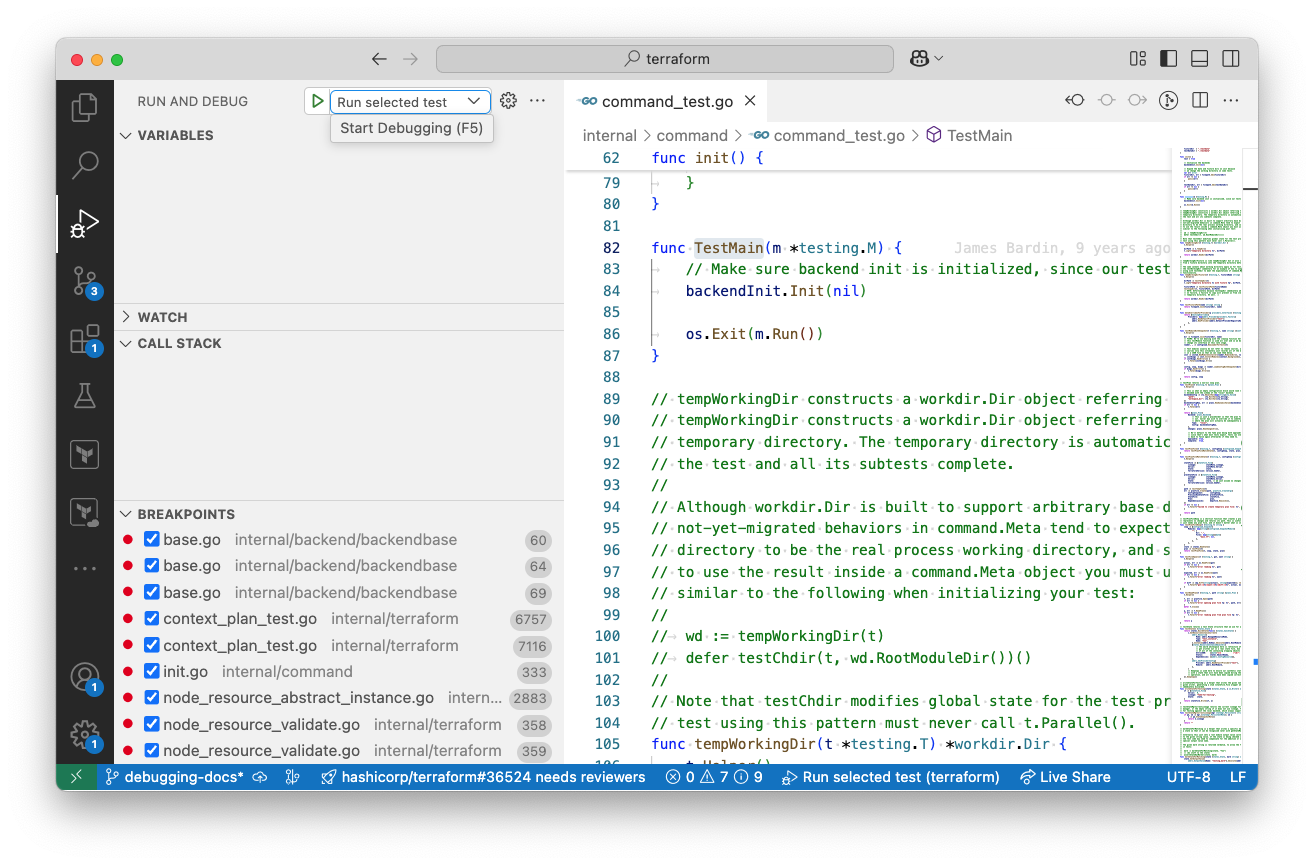 terraform
RUN AND DEBUG
Run selected test
Start Debugging (F5)
VARIABLES
WATCH
CALL STACK
BREAKPOINTS
base.go internal/backend/backendbase 60
base.go internal/backend/backendbase 64
base.go internal/backend/backendbase 69
context_plan_test.go internal/terraform 6757
context_plan_test.go internal/terraform 7116
init.go internal/command 333
node_resource_abstract_instance.go intern... 2883
node_resource_validate.go internal/terraform 358
node_resource_validate.go internal/terraform 359
3
1
1
1
command_test.go
internal > command > command_test.go > TestMain
62 func init() {
79 }
80 }
81
82 func TestMain(m *testing.M) { James Bardin, 9 years ago
83 // Make sure backend init is initialized, since our test
84 backendInit.Init(nil)
85
86 os.Exit(m.Run())
87 }
88
89 // tempWorkingDir constructs a workdir.Dir object referring
90 // tempWorkingDir constructs a workdir.Dir object referring
91 // temporary directory. The temporary directory is automatic
92 // the test and all its subtests complete.
93 //
94 // Although workdir.Dir is built to support arbitrary base d
95 // not-yet-migrated behaviors in command.Meta tend to expect
96 // directory to be the real process working directory, and s
97 // to use the result inside a command.Meta object you must u
98 // similar to the following when initializing your test:
99 //
100 // wd := tempWorkingDir(t)
101 // defer testChdir(t, wd.RootModuleDir())()
102 //
103 // Note that testChdir modifies global state for the test pr
104 // test using this pattern must never call t.Parallel().
105 func tempWorkingDir(t *testing.T) *workdir.Dir {
106 t.Helper()
debugging-docs* hashicorp/terraform#36524 needs reviewers 0 7 9 Run selected test (terraform) Live Share UTF-8 LF